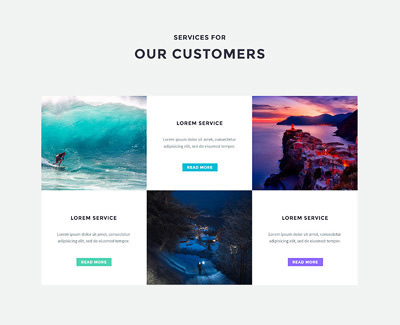 SERVICES FOR
OUR CUSTOMERS
LOREM SERVICE
Lorem ipsum dolor sit amet, consectetur
adipiscing elit, sed do eiusmod tempor
READ MORE
LOREM SERVICE
Lorem ipsum dolor sit amet, consectetur
adipiscing elit, sed do eiusmod tempor
READ MORE
LOREM SERVICE
Lorem ipsum dolor sit amet, consectetur
adipiscing elit, sed do eiusmod tempor
READ MORE